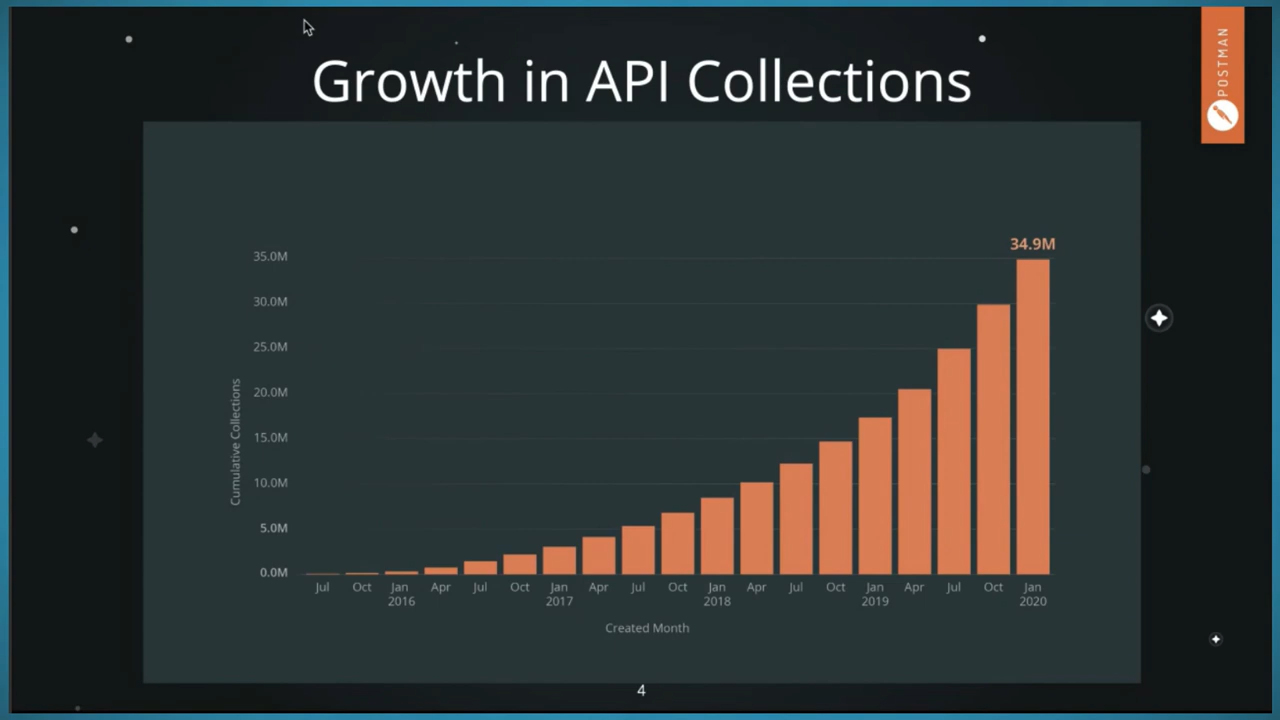 Growth in API Collections
POSTMAN
34.9M
35.0M
30.0M
25.0M
20.0M
15.0M
10.0M
5.0M
0.0M
Cumulative Collections
Jul Oct Jan Apr Jul Oct Jan Apr Jul Oct Jan Apr Jul Oct Jan Apr Jul Oct Jan
2016 2017 2018 2019 2020
Created Month
4